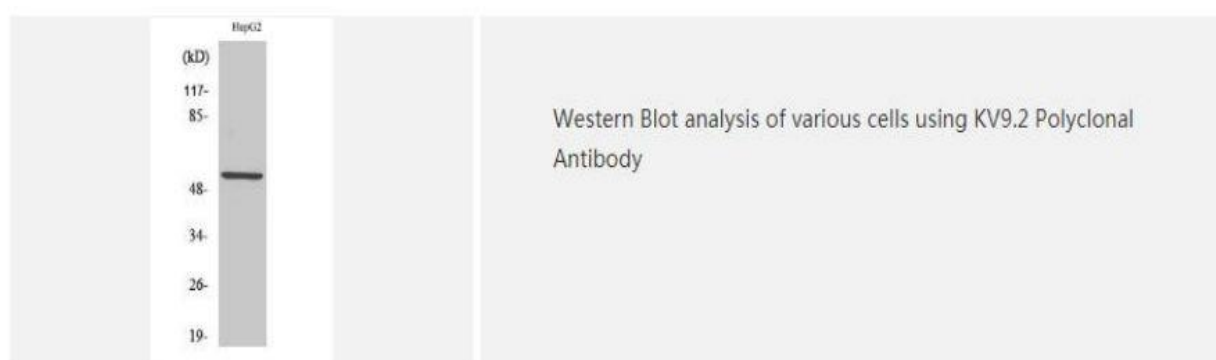 HepG2
(kD)
117-
85-
48-
34-
26-
19-
Western Blot analysis of various cells using KV9.2 Polyclonal
Antibody